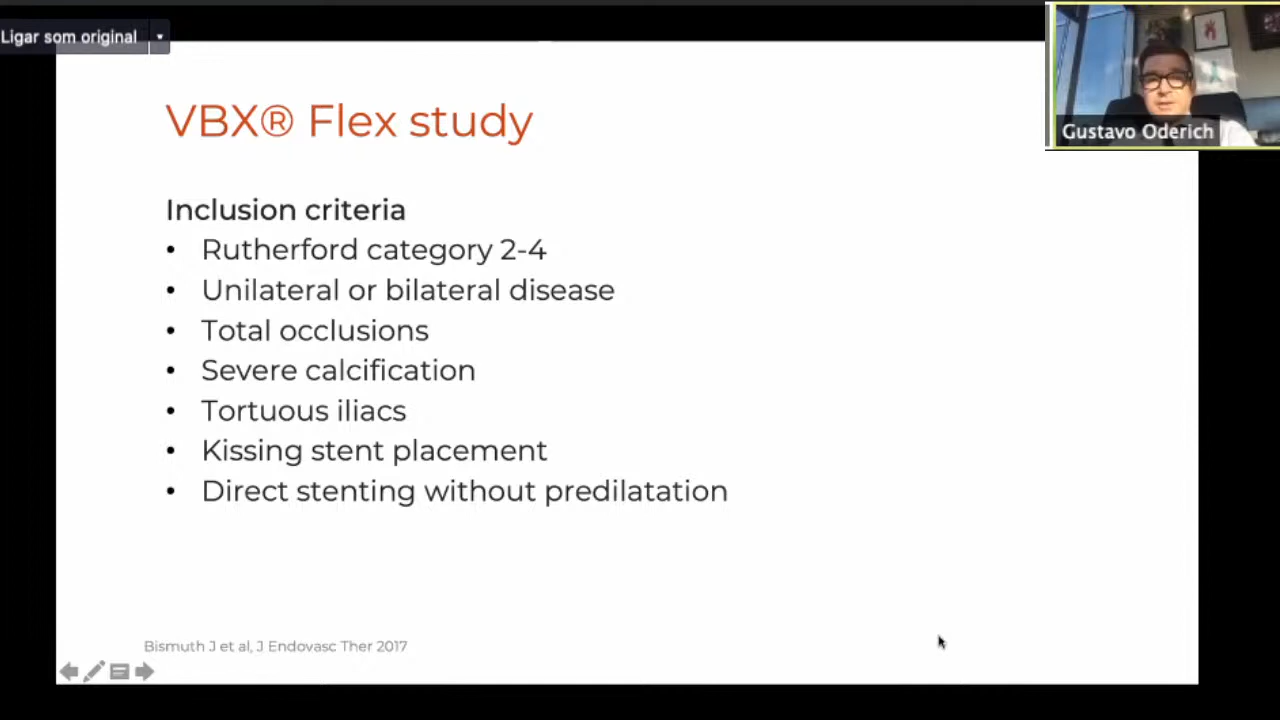 Ligar som original
Gustavo Oderich
VBX® Flex study
Inclusion criteria
• Rutherford category 2-4
• Unilateral or bilateral disease
• Total occlusions
• Severe calcification
• Tortuous iliacs
• Kissing stent placement
• Direct stenting without predilatation
Bismuth J et al, J Endovasc Ther 2017